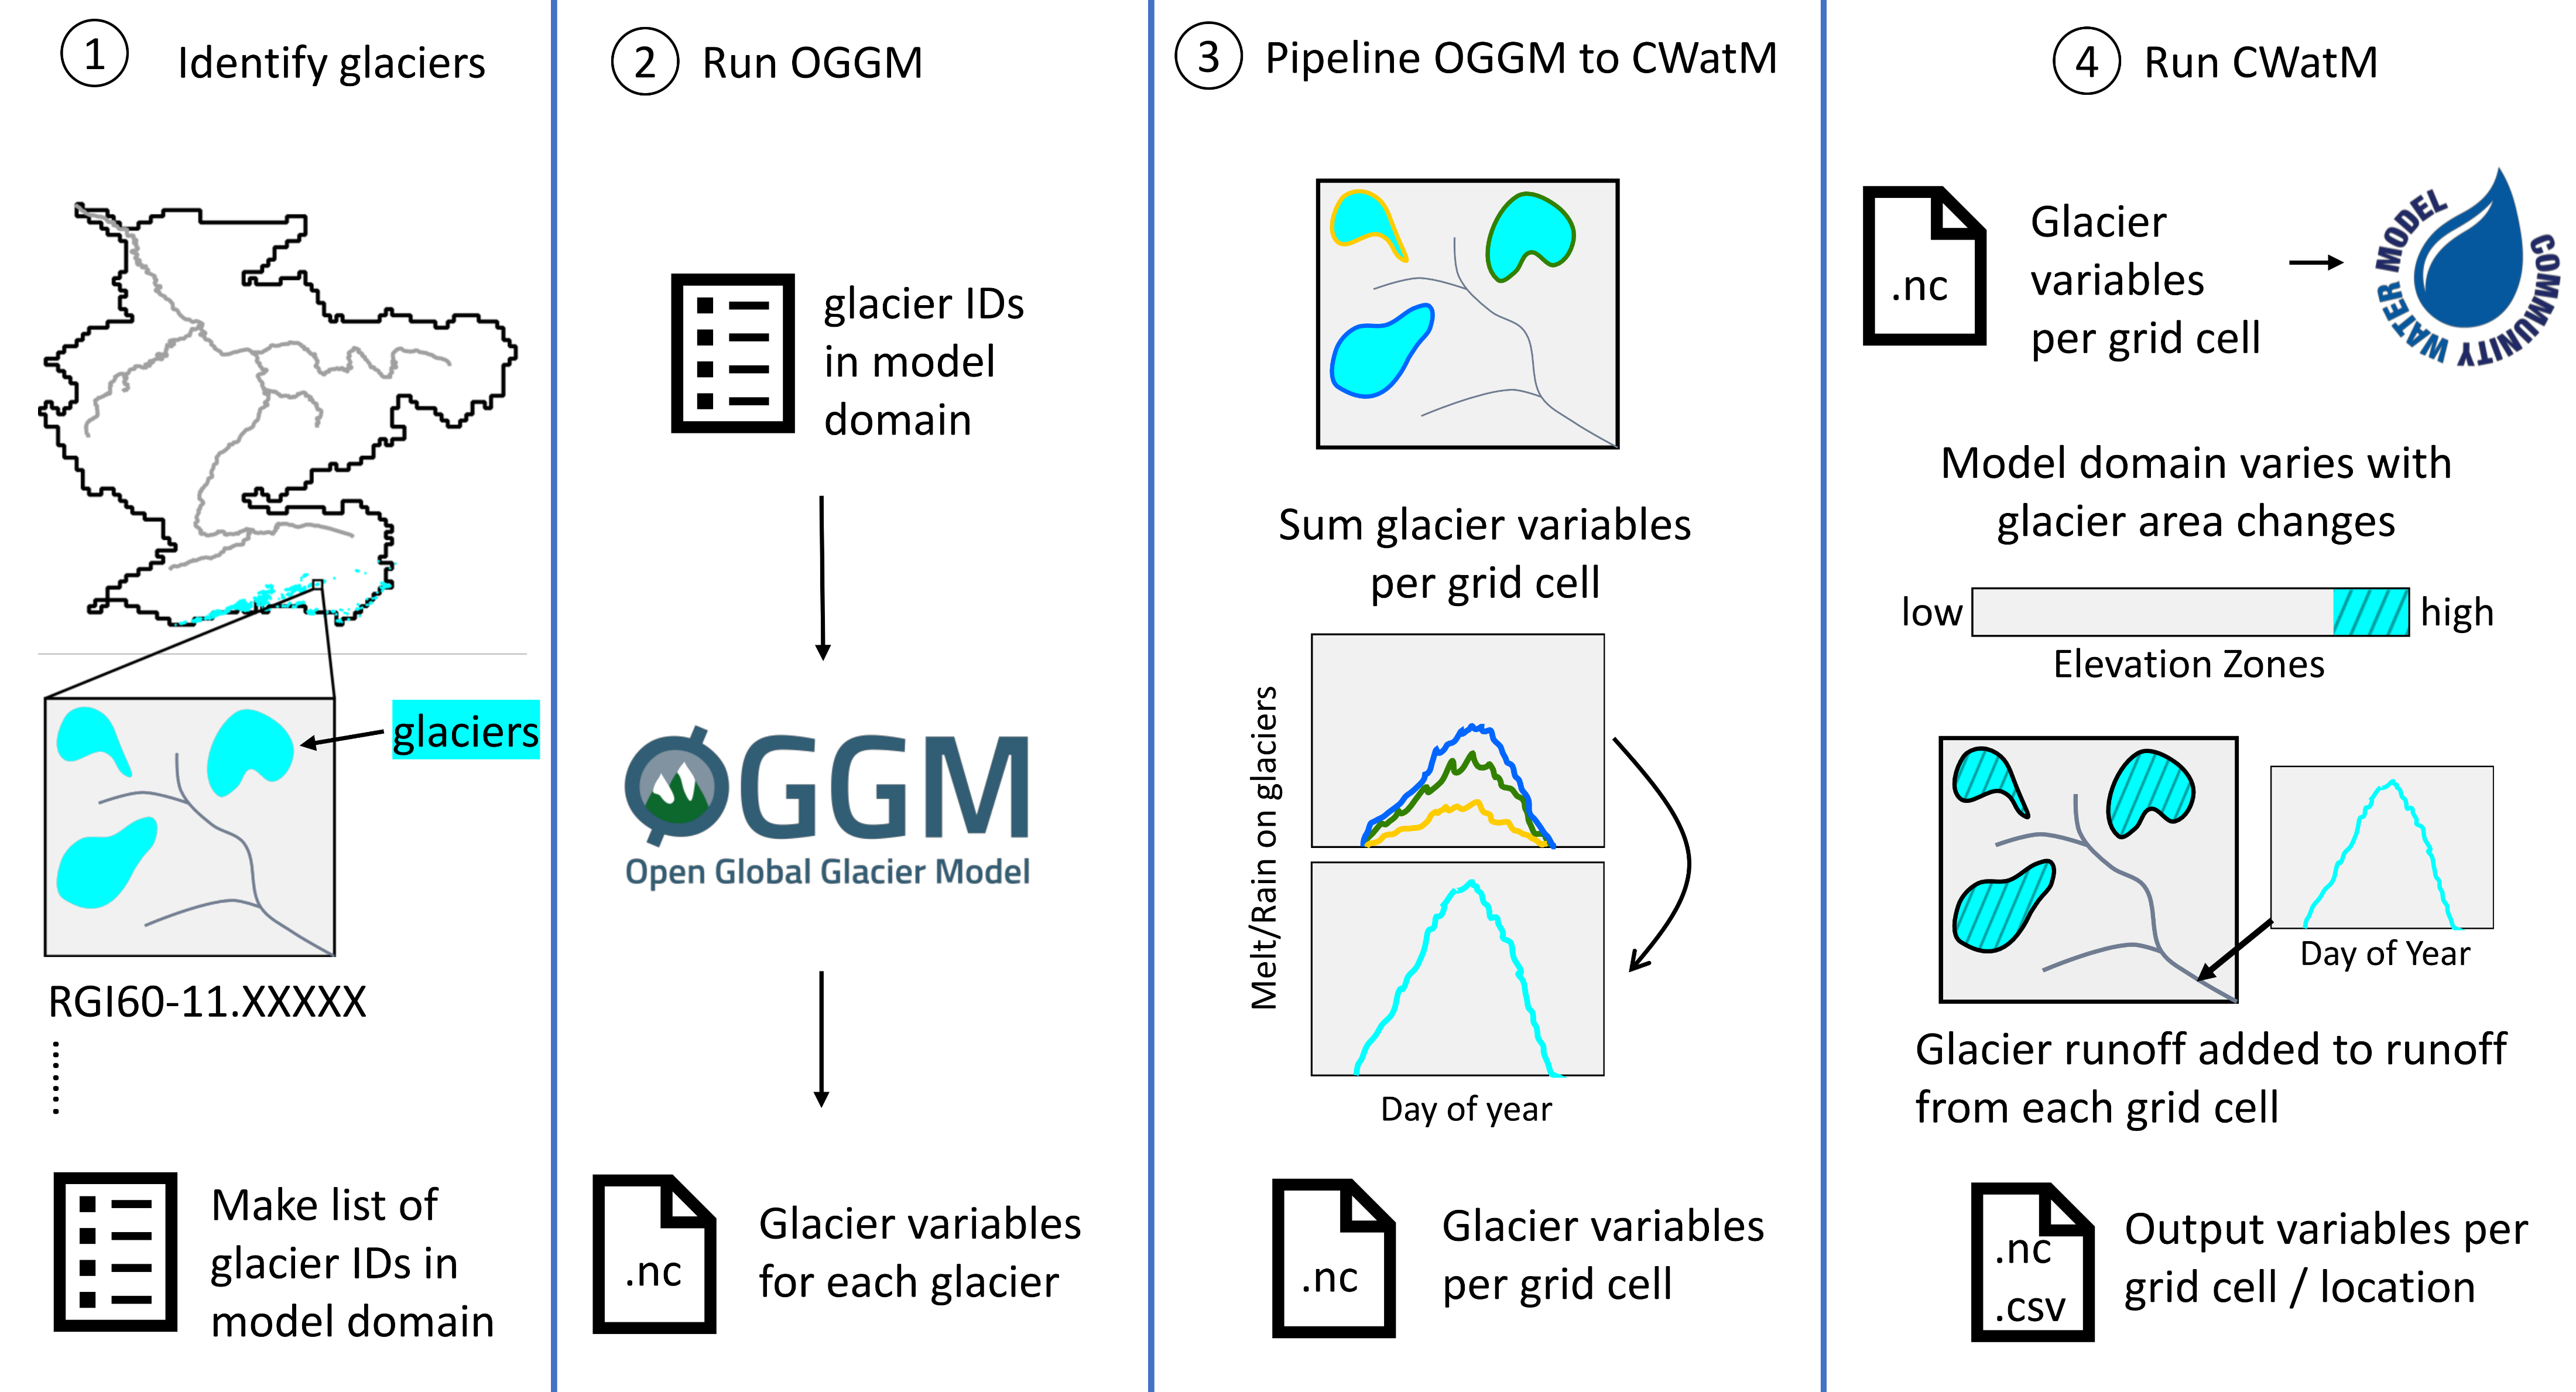 1
Identify glaciers
glaciers
RGI60-11.XXXXX
Make list of
glacier IDs in
model domain
2
Run OGGM
glacier IDs
in model
domain
OGGM
Open Global Glacier Model
.nc
Glacier variables
for each glacier
3
Pipeline OGGM to CWatM
Sum glacier variables
per grid cell
Melt/Rain on glaciers
Day of year
.nc
Glacier variables
per grid cell
4
Run CWatM
.nc
Glacier
variables
per grid cell
COMMUNITY WATER MODEL
Model domain varies with
glacier area changes
low
high
Elevation Zones
Day of Year
Glacier runoff added to runoff
from each grid cell
.nc
.csv
Output variables per
grid cell / location